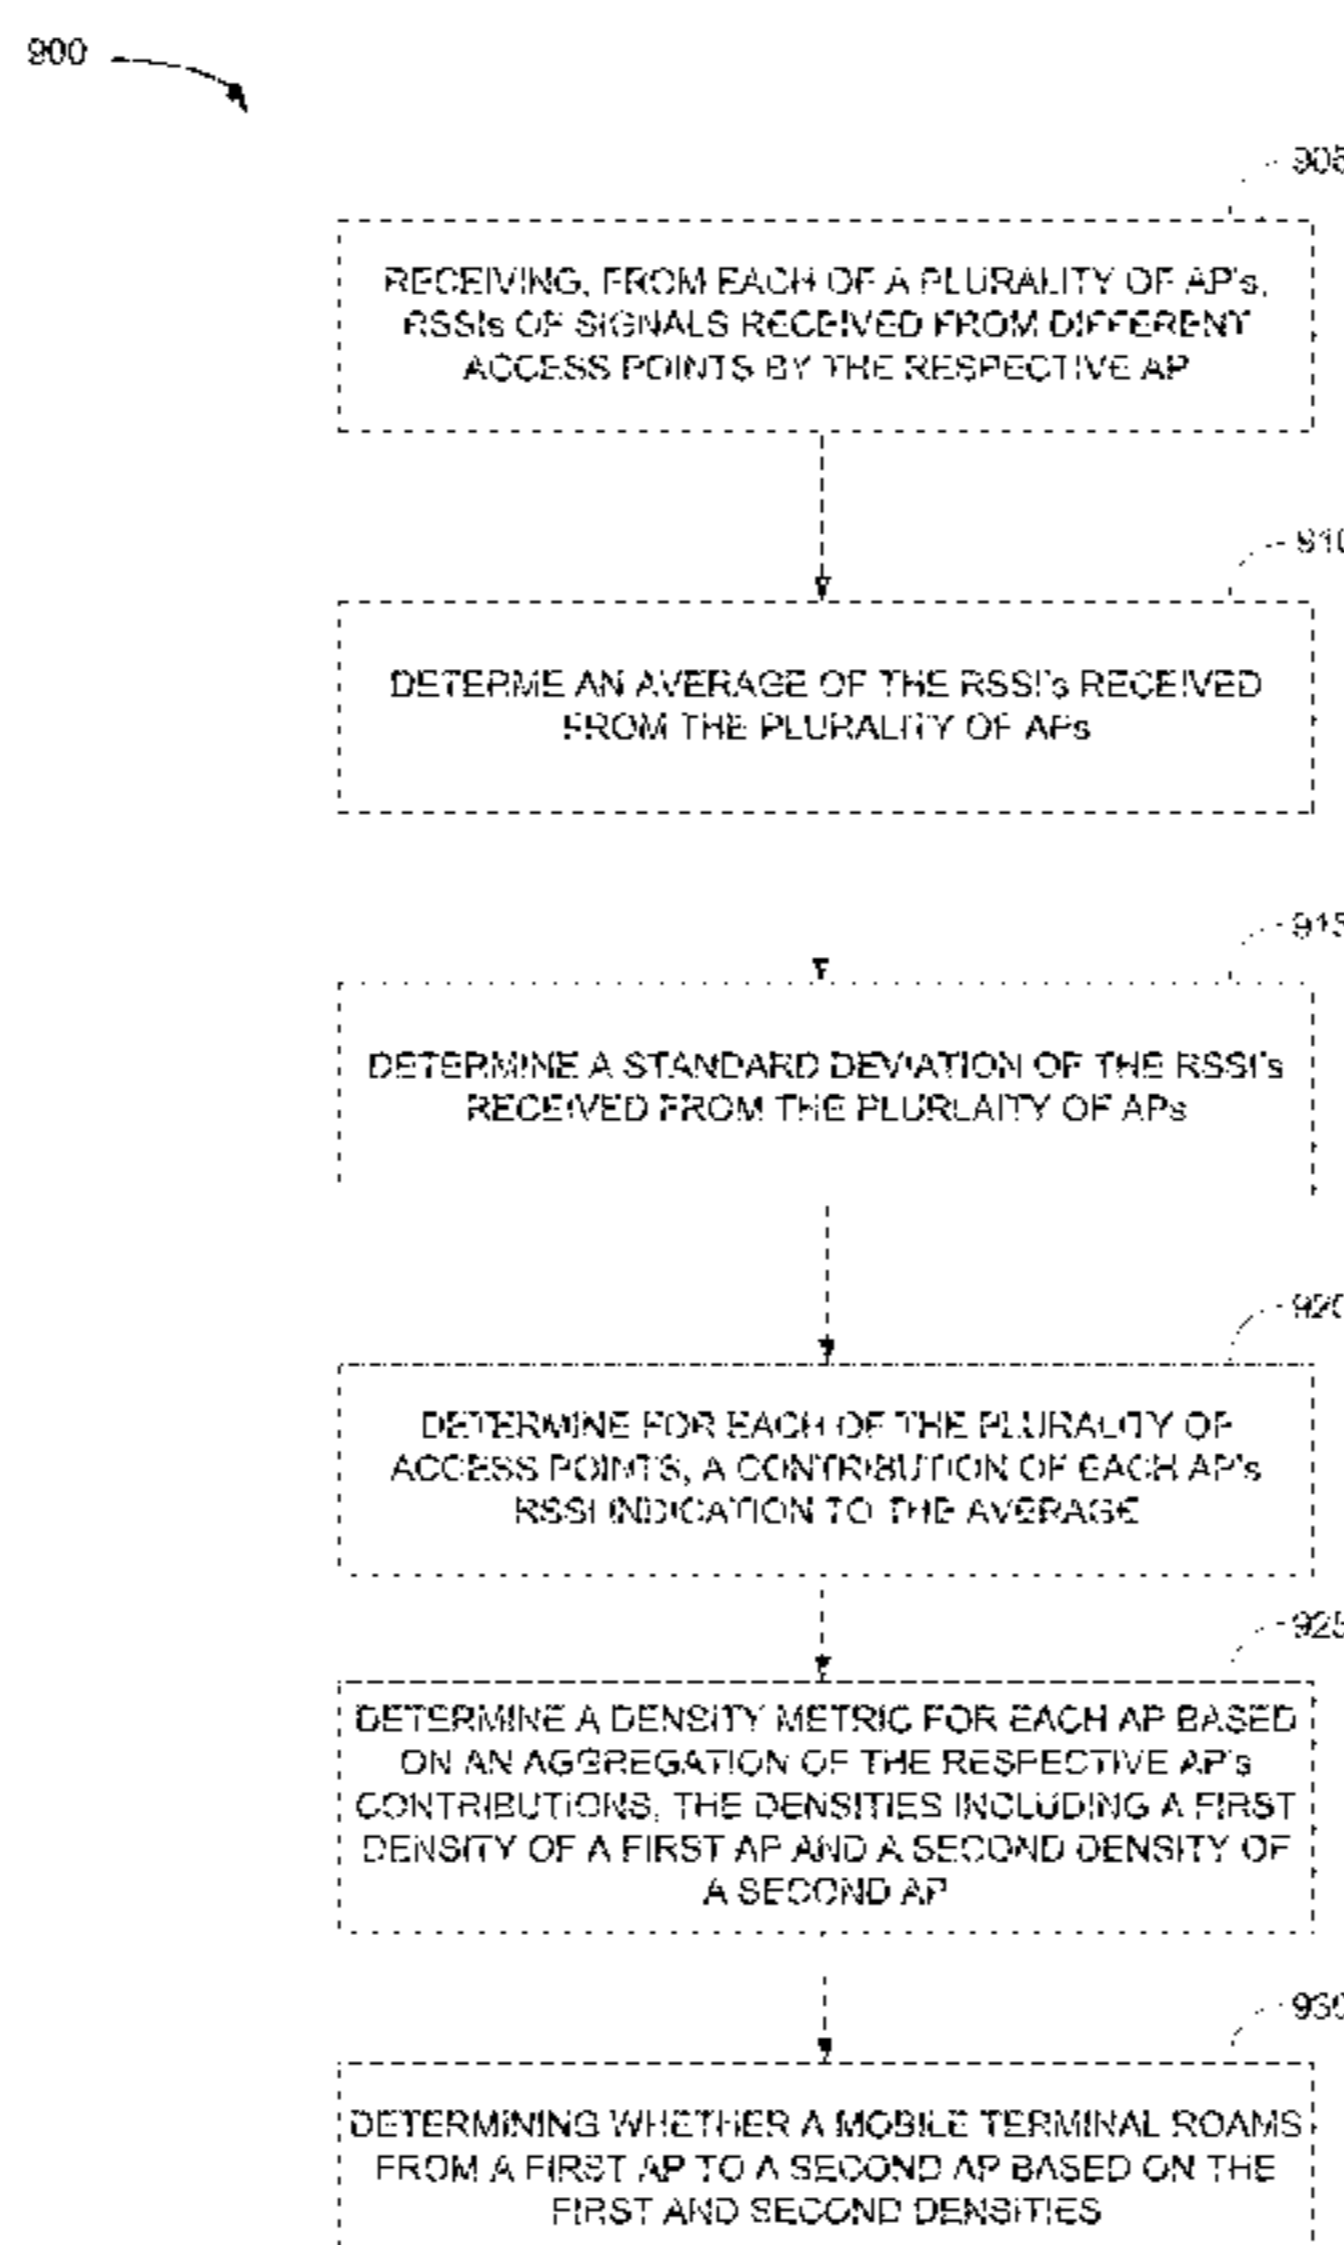 900
905
RECEIVING, FROM EACH OF A PLURALITY OF AP's,
RSSIs OF SIGNALS RECEIVED FROM DIFFERENT
ACCESS POINTS BY THE RESPECTIVE AP
910
DETERME AN AVERAGE OF THE RSSI's RECEIVED
FROM THE PLURALITY OF APs
915
DETERMINE A STANDARD DEVIATION OF THE RSSI's
RECEIVED FROM THE PLURLAITY OF APs
920
DETERMINE FOR EACH OF THE PLURALITY OF
ACCESS POINTS, A CONTRIBUTION OF EACH AP's
RSSI INDICATION TO THE AVERAGE
925
DETERMINE A DENSITY METRIC FOR EACH AP BASED
ON AN AGGREGATION OF THE RESPECTIVE AP's
CONTRIBUTIONS, THE DENSITIES INCLUDING A FIRST
DENSITY OF A FIRST AP AND A SECOND DENSITY OF
A SECOND AP
930
DETERMINING WHETHER A MOBILE TERMINAL ROAMS
FROM A FIRST AP TO A SECOND AP BASED ON THE
FIRST AND SECOND DENSITIES